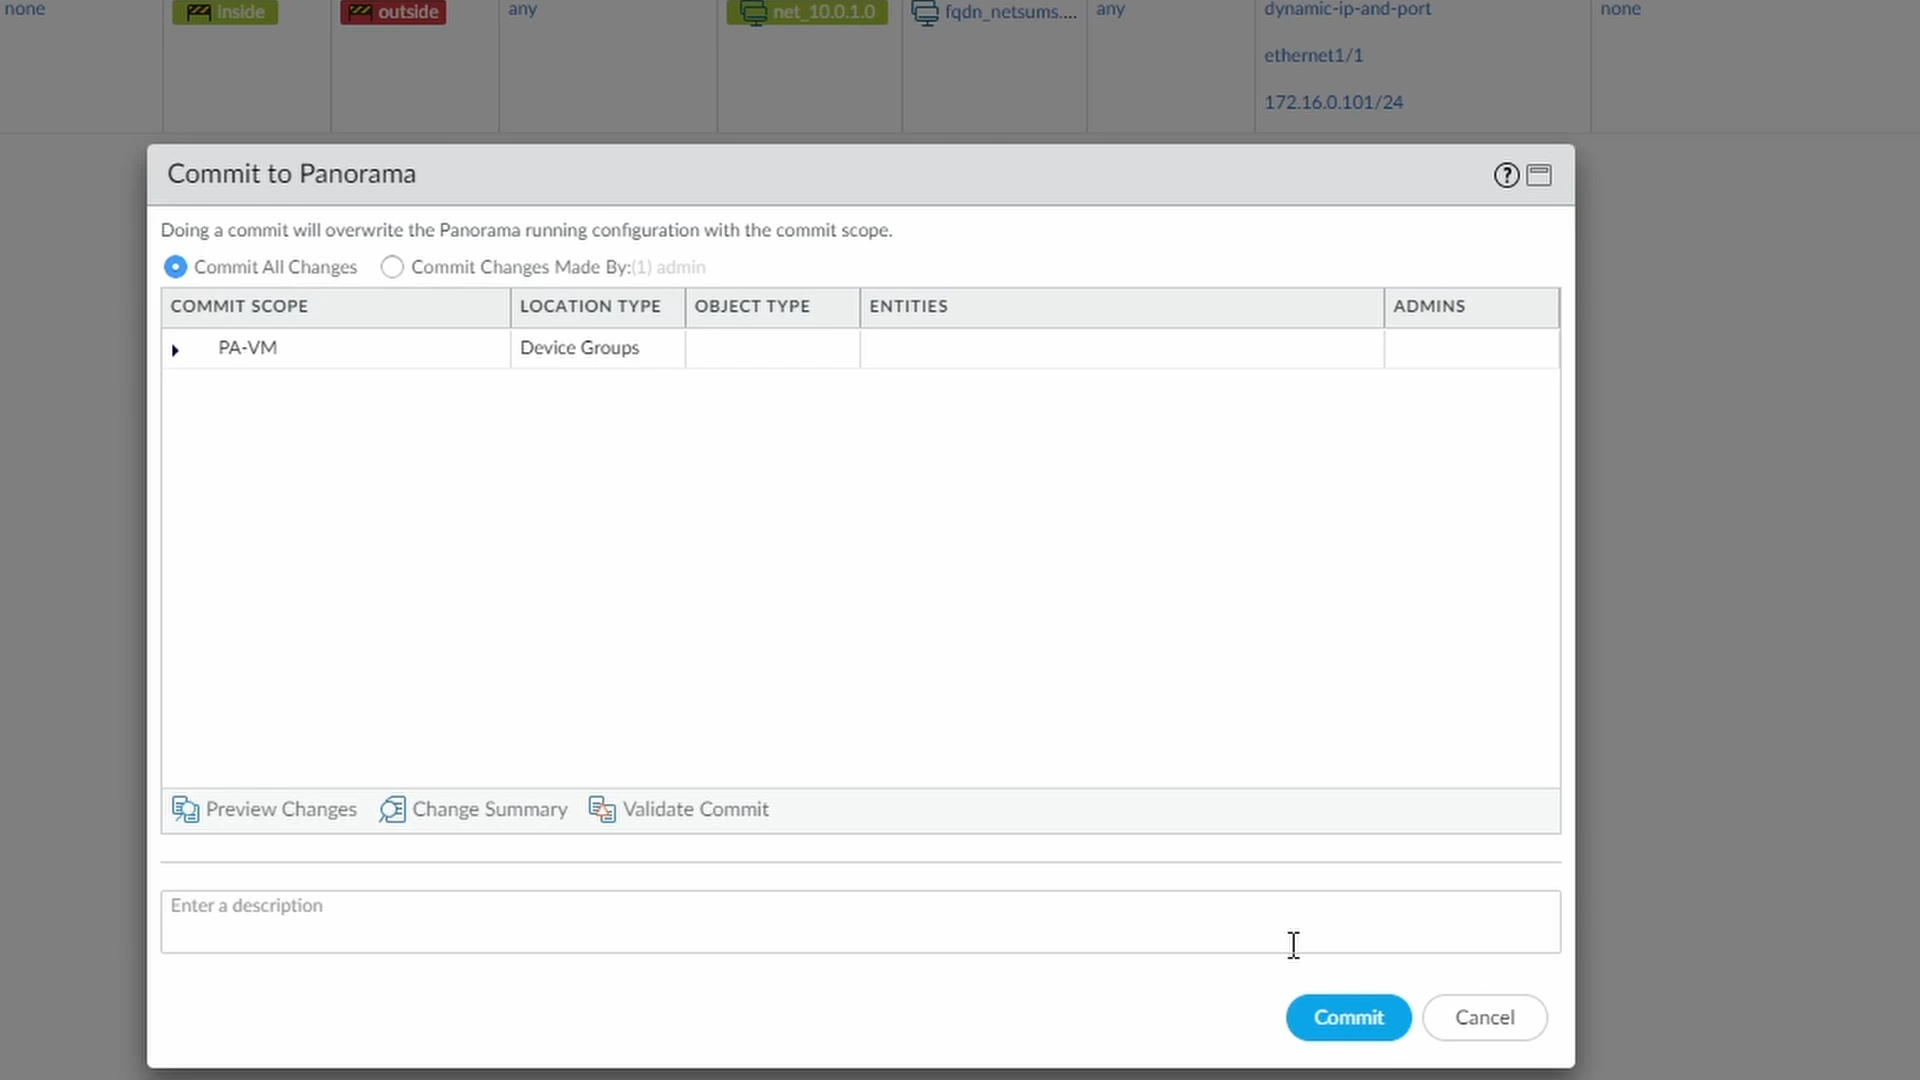 none inside outside any net_10.0.1.0 fqdn_netsums.... any dynamic-ip-and-port none
ethernet1/1
172.16.0.101/24
Commit to Panorama
Doing a commit will overwrite the Panorama running configuration with the commit scope.
Commit All Changes Commit Changes Made By:(1) admin
COMMIT SCOPE LOCATION TYPE OBJECT TYPE ENTITIES ADMINS
PA-VM Device Groups
Preview Changes Change Summary Validate Commit
Enter a description
Commit Cancel